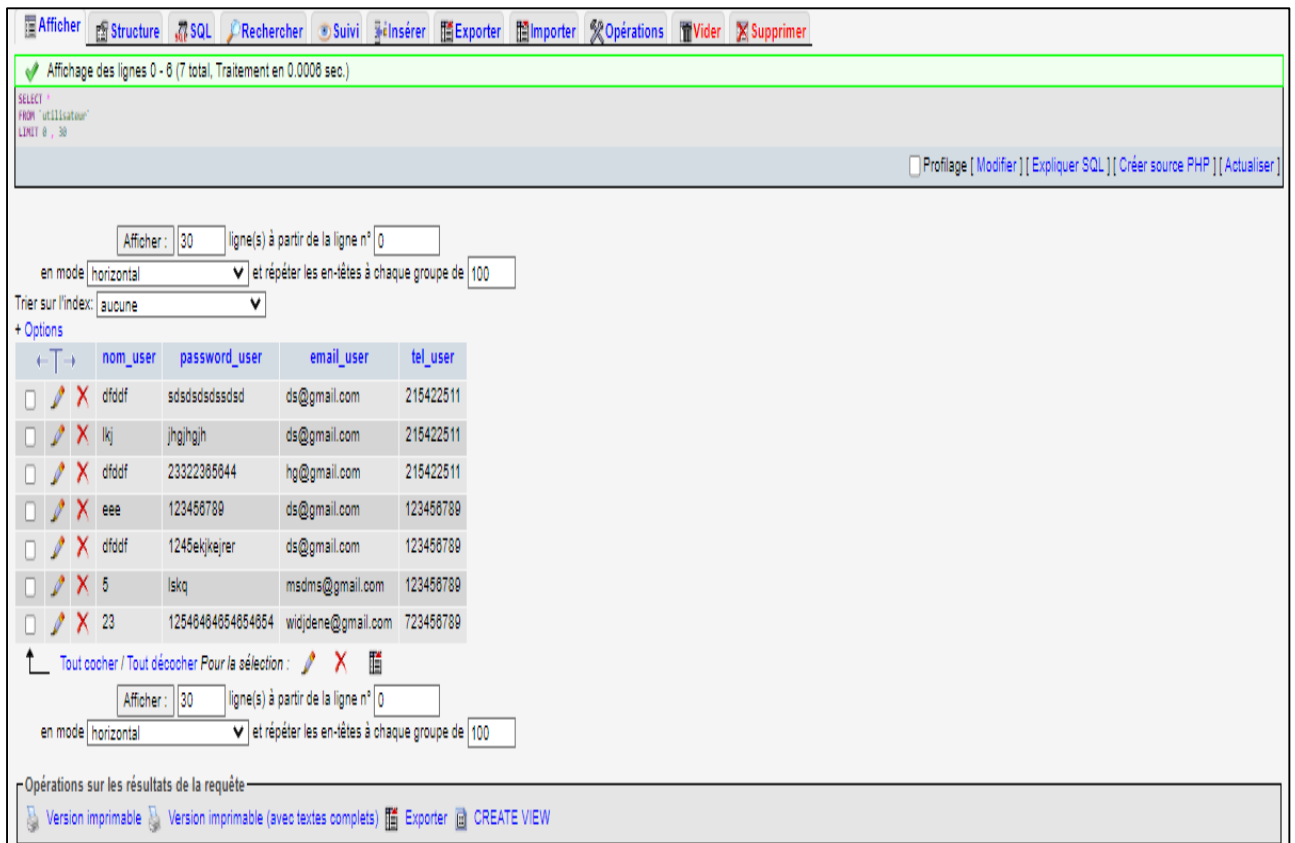 Afficher Structure SQL Rechercher Suivi Insérer Exporter Importer Opérations Vider Supprimer
Affichage des lignes 0 - 6 (7 total, Traitement en 0.0006 sec.)
SELECT *
FROM `utilisateur`
LIMIT 0 , 30
Profilage [ Modifier ] [ Expliquer SQL ] [ Créer source PHP ] [ Actualiser ]
Afficher : 30 ligne(s) à partir de la ligne n° 0
en mode horizontal et répéter les en-têtes à chaque groupe de 100
Trier sur l'index: aucune
+ Options
←T→ nom_user password_user email_user tel_user
dfddf sdsdsdsdssdsd ds@gmail.com 215422511
lkj jhgjhgjh ds@gmail.com 215422511
dfddf 23322365644 hg@gmail.com 215422511
eee 123456789 ds@gmail.com 123456789
dfddf 1245ekjkejrer ds@gmail.com 123456789
5 lskq msdms@gmail.com 123456789
23 12546464654654654 widjdene@gmail.com 723456789
Tout cocher / Tout décocher Pour la sélection :
Afficher : 30 ligne(s) à partir de la ligne n° 0
en mode horizontal et répéter les en-têtes à chaque groupe de 100
Opérations sur les résultats de la requête
Version imprimable Version imprimable (avec textes complets) Exporter CREATE VIEW